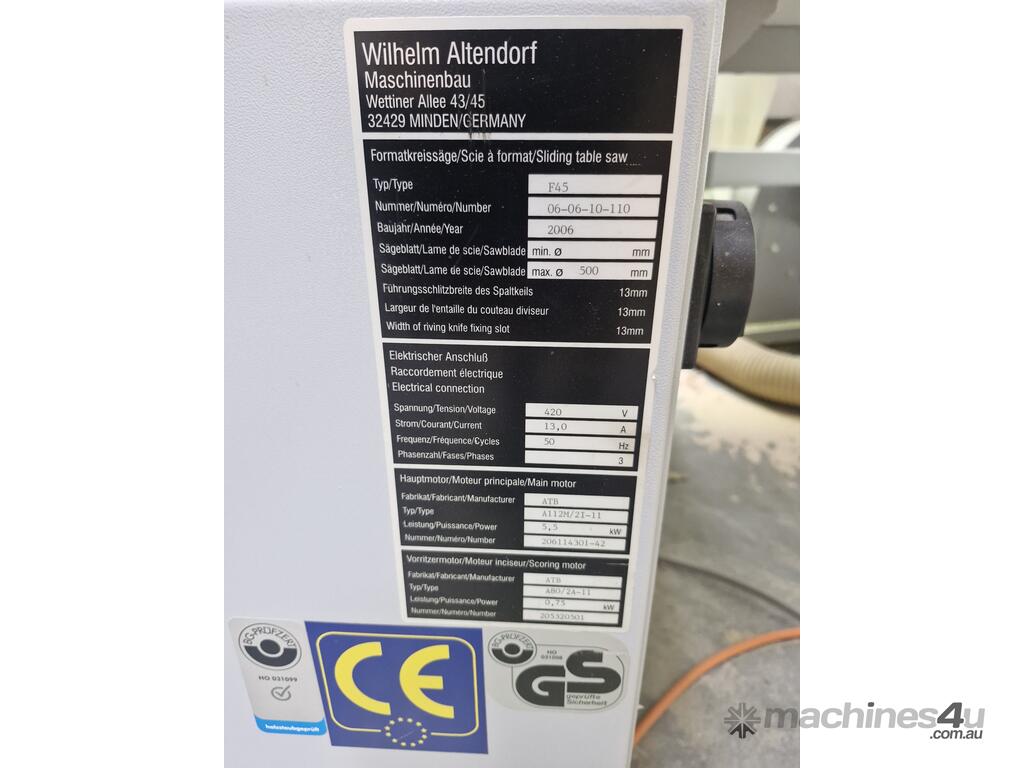 Wilhelm Altendorf
Maschinenbau
Wettiner Allee 43/45
32429 MINDEN/GERMANY
Formatkreissäge/Scie à format/Sliding table saw
Typ/Type F45
Nummer/Numéro/Number 06-06-10-110
Baujahr/Année/Year 2006
Sägeblatt/Lame de scie/Sawblade min. ø mm
Sägeblatt/Lame de scie/Sawblade max. ø 500 mm
Führungsschlitzbreite des Spaltkeils 13mm
Largeur de l'entaille du couteau diviseur 13mm
Width of riving knife fixing slot 13mm
Elektrischer Anschluß
Raccordement électrique
Electrical connection
Spannung/Tension/Voltage 420 V
Strom/Courant/Current 13,0 A
Frequenz/Fréquence/Cycles 50 Hz
Phasenzahl/Fases/Phases 3
Hauptmotor/Moteur principale/Main motor
Fabrikat/Fabricant/Manufacturer ATB
Typ/Type A112M/2I-11
Leistung/Puissance/Power 5,5 kW
Nummer/Numéro/Number 206114301-42
Vorritzermotor/Moteur inciseur/Scoring motor
Fabrikat/Fabricant/Manufacturer ATB
Typ/Type A80/2A-11
Leistung/Puissance/Power 0,75 kW
Nummer/Numéro/Number 205320501
BG-PRÜFZERT
NO 021099
holzstaubgeprüft
CE
BG-PRÜFZERT
NO 031008
GS
geprüfte
Sicherheit
machines4u
.com.au